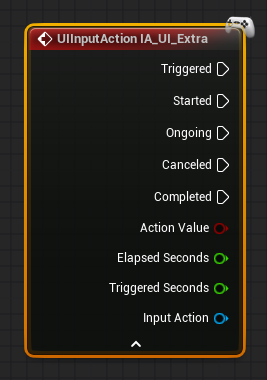 UIInputAction IA_UI_Extra
Triggered
Started
Ongoing
Canceled
Completed
Action Value
Elapsed Seconds
Triggered Seconds
Input Action